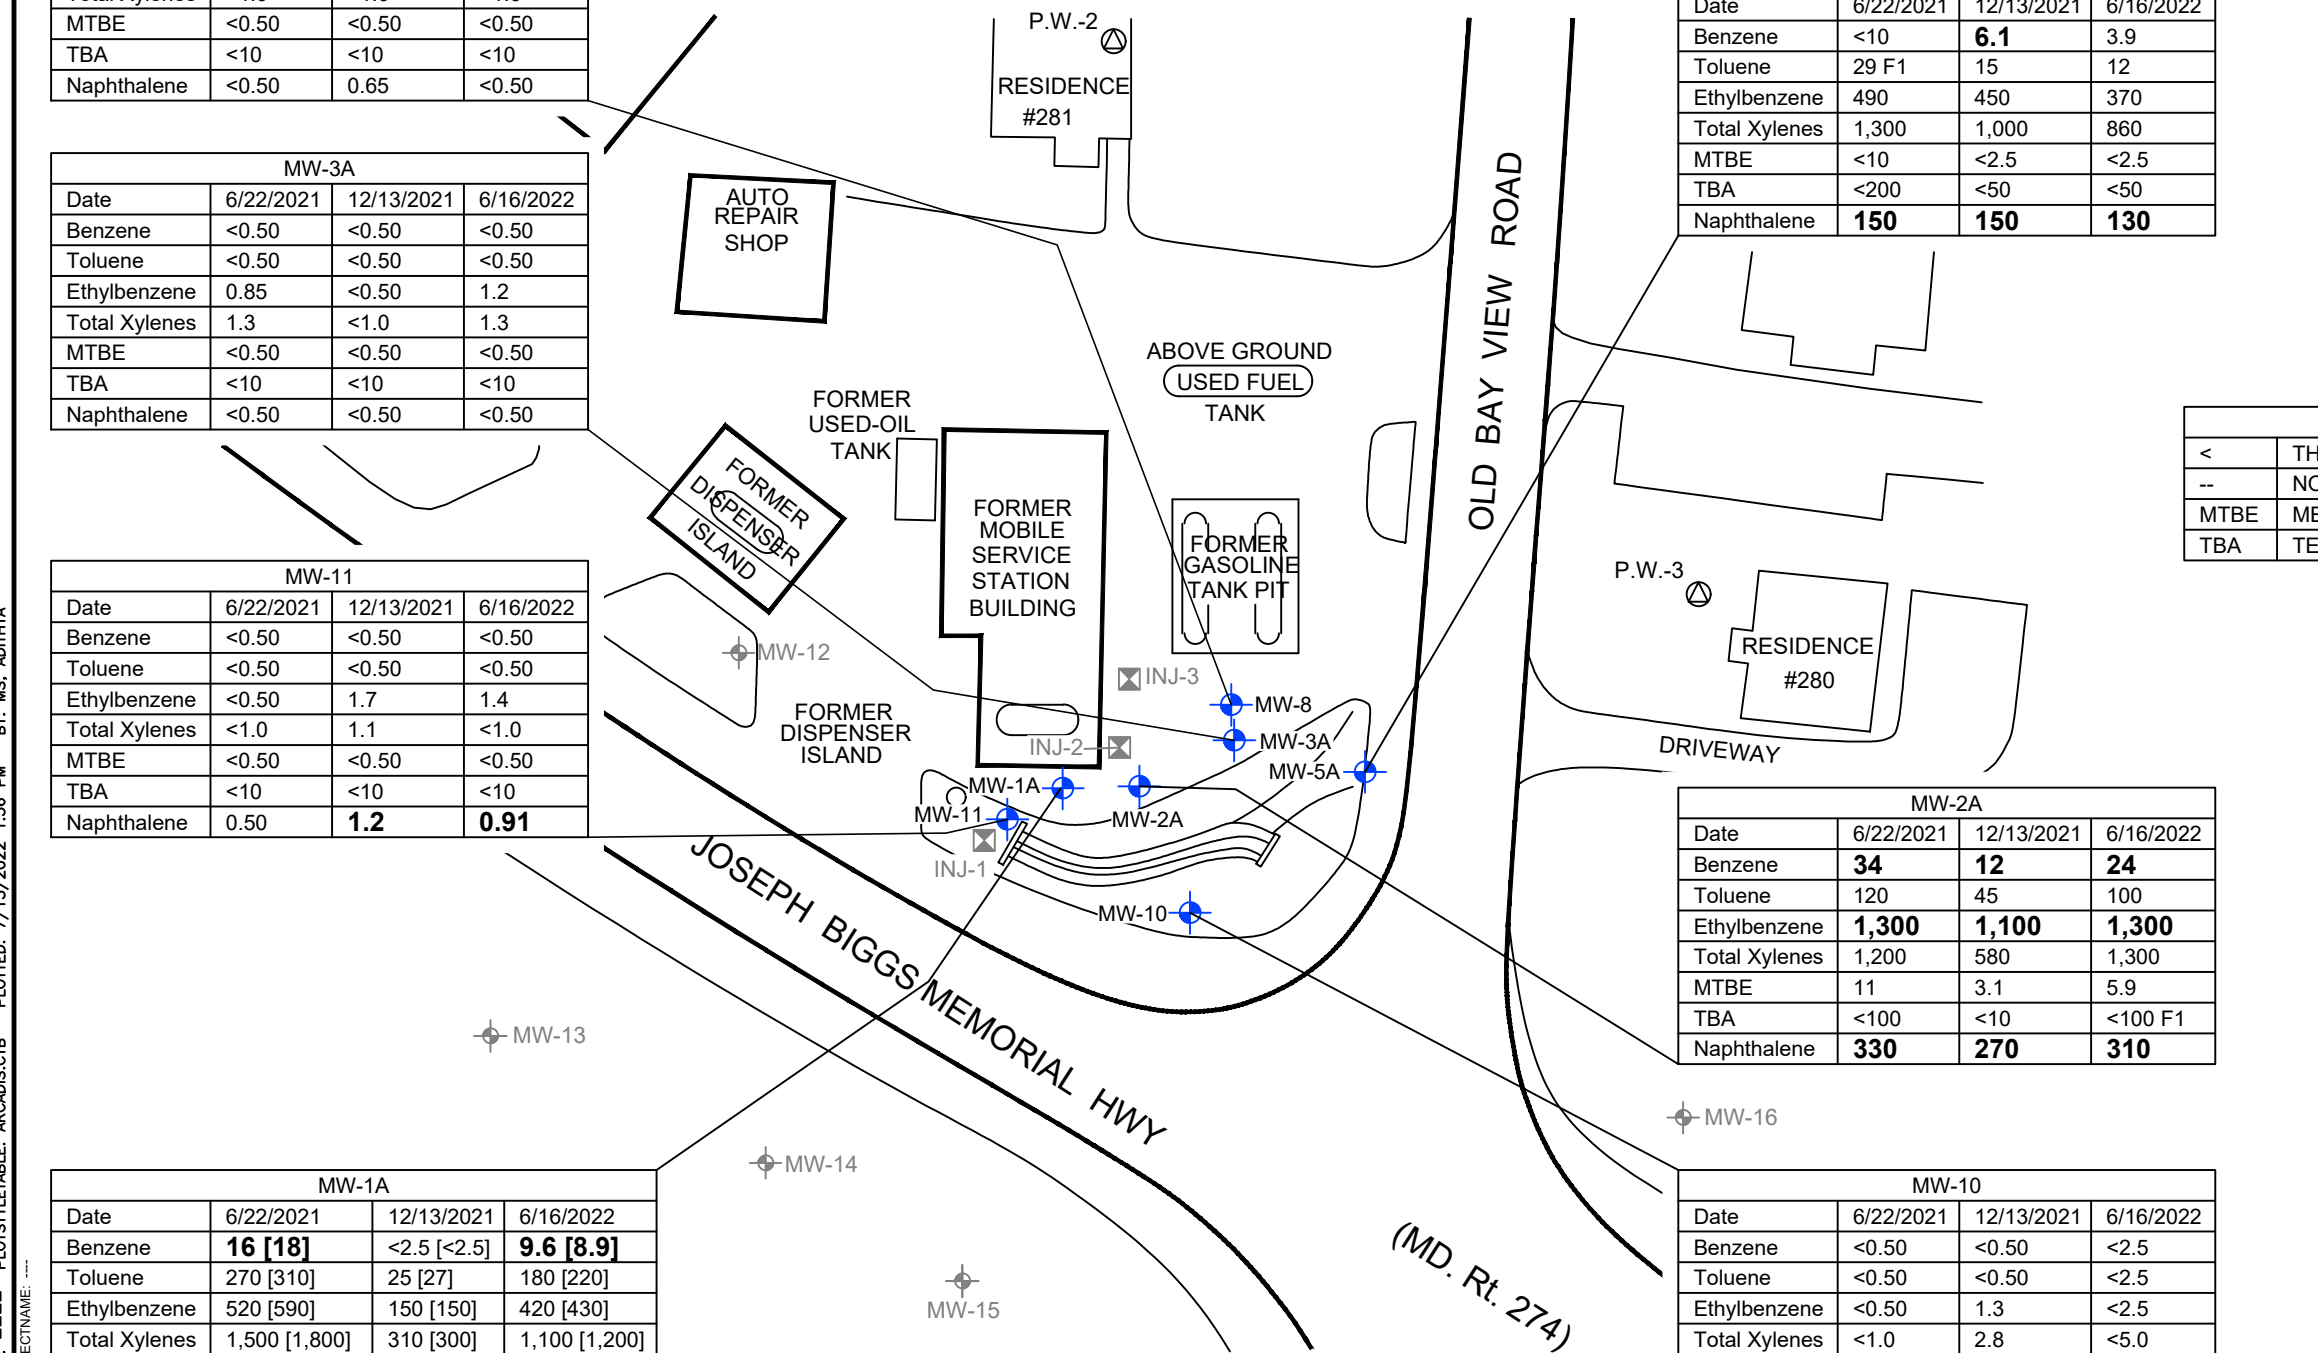 MTBE <0.50 <0.50 <0.50
TBA <10 <10 <10
Naphthalene <0.50 0.65 <0.50
MW-3A
Date 6/22/2021 12/13/2021 6/16/2022
Benzene <0.50 <0.50 <0.50
Toluene <0.50 <0.50 <0.50
Ethylbenzene 0.85 <0.50 1.2
Total Xylenes 1.3 <1.0 1.3
MTBE <0.50 <0.50 <0.50
TBA <10 <10 <10
Naphthalene <0.50 <0.50 <0.50
MW-11
Date 6/22/2021 12/13/2021 6/16/2022
Benzene <0.50 <0.50 <0.50
Toluene <0.50 <0.50 <0.50
Ethylbenzene <0.50 1.7 1.4
Total Xylenes <1.0 1.1 <1.0
MTBE <0.50 <0.50 <0.50
TBA <10 <10 <10
Naphthalene 0.50 1.2 0.91
MW-1A
Date 6/22/2021 12/13/2021 6/16/2022
Benzene 16 [18] <2.5 [<2.5] 9.6 [8.9]
Toluene 270 [310] 25 [27] 180 [220]
Ethylbenzene 520 [590] 150 [150] 420 [430]
Total Xylenes 1,500 [1,800] 310 [300] 1,100 [1,200]
P.W.-2
RESIDENCE
#281
AUTO
REPAIR
SHOP
ABOVE GROUND
USED FUEL
TANK
FORMER
USED-OIL
TANK
FORMER
DISPENSER
ISLAND
FORMER
MOBILE
SERVICE
STATION
BUILDING
FORMER
GASOLINE
TANK PIT
OLD BAY VIEW ROAD
MW-12
INJ-3
MW-8
FORMER
DISPENSER
ISLAND
INJ-2
MW-3A
MW-5A
MW-1A
MW-11
MW-2A
INJ-1
MW-10
JOSEPH BIGGS MEMORIAL HWY
(MD. Rt. 274)
MW-13
MW-14
MW-15
MW-16
P.W.-3
RESIDENCE
#280
DRIVEWAY
Date 6/22/2021 12/13/2021 6/16/2022
Benzene <10 6.1 3.9
Toluene 29 F1 15 12
Ethylbenzene 490 450 370
Total Xylenes 1,300 1,000 860
MTBE <10 <2.5 <2.5
TBA <200 <50 <50
Naphthalene 150 150 130
<
--
MTBE
TBA
MW-2A
Date 6/22/2021 12/13/2021 6/16/2022
Benzene 34 12 24
Toluene 120 45 100
Ethylbenzene 1,300 1,100 1,300
Total Xylenes 1,200 580 1,300
MTBE 11 3.1 5.9
TBA <100 <10 <100 F1
Naphthalene 330 270 310
MW-10
Date 6/22/2021 12/13/2021 6/16/2022
Benzene <0.50 <0.50 <2.5
Toluene <0.50 <0.50 <2.5
Ethylbenzene <0.50 1.3 <2.5
Total Xylenes <1.0 2.8 <5.0
ECTNAME: ----